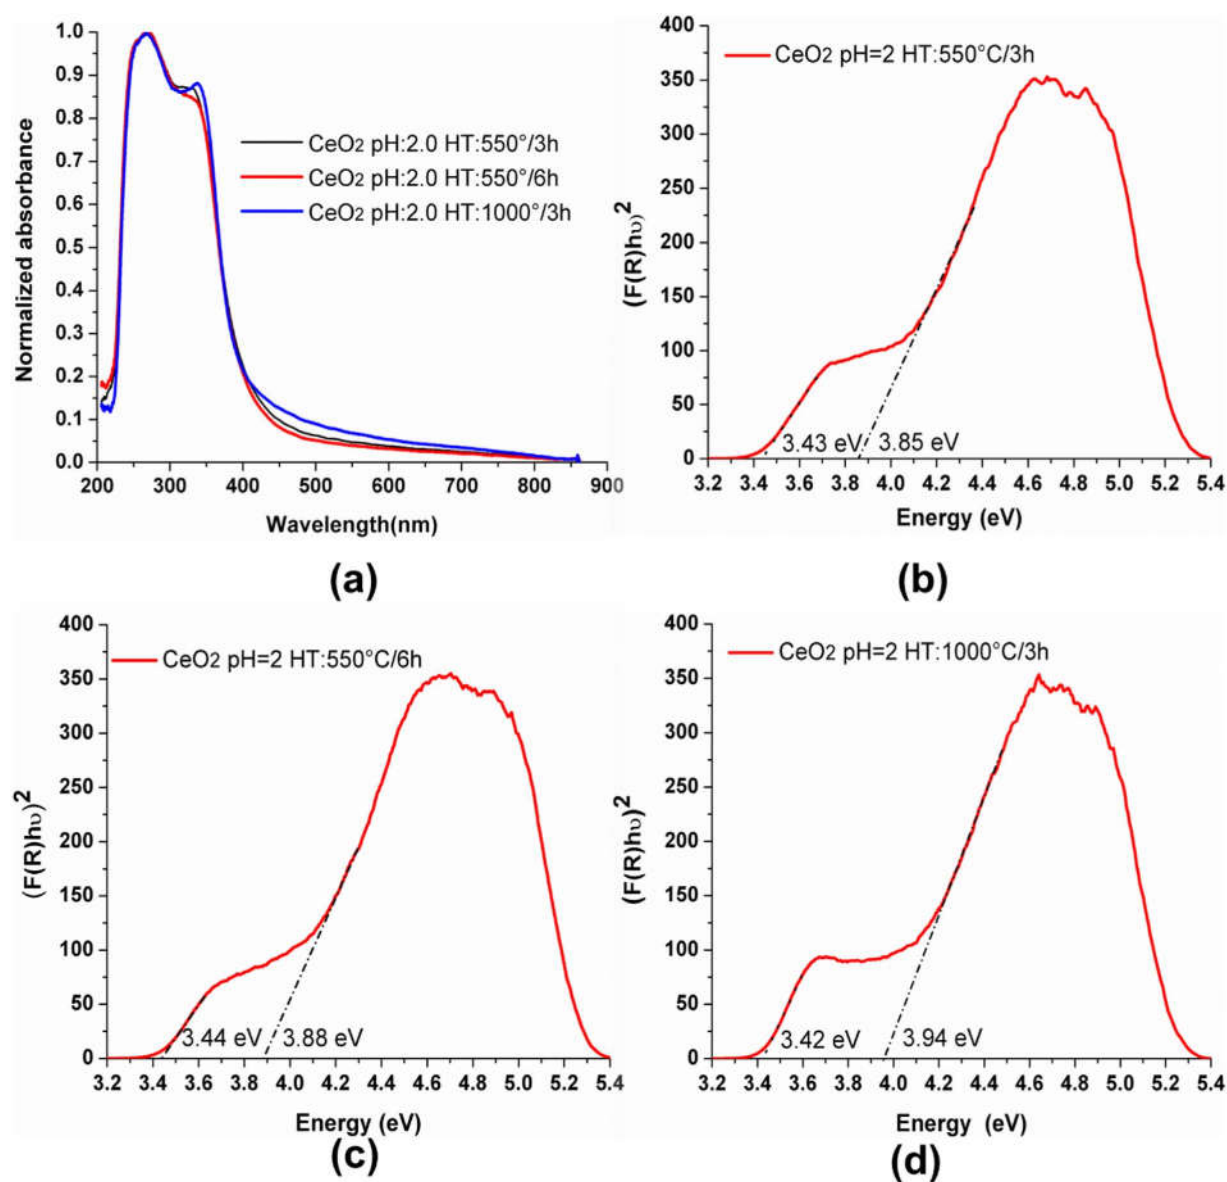 1.0
0.9
0.8
0.7
0.6
0.5
0.4
0.3
0.2
0.1
0.0
Normalized absorbance
CeO2 pH:2.0 HT:550°/3h
CeO2 pH:2.0 HT:550°/6h
CeO2 pH:2.0 HT:1000°/3h
200 300 400 500 600 700 800 900
Wavelength(nm)
(a)
400
350
300
250
200
150
100
50
0
(F(R)hυ)2
CeO2 pH=2 HT:550°C/3h
3.43 eV 3.85 eV
3.2 3.4 3.6 3.8 4.0 4.2 4.4 4.6 4.8 5.0 5.2 5.4
Energy (eV)
(b)
400
350
300
250
200
150
100
50
0
(F(R)hυ)2
CeO2 pH=2 HT:550°C/6h
3.44 eV 3.88 eV
3.2 3.4 3.6 3.8 4.0 4.2 4.4 4.6 4.8 5.0 5.2 5.4
Energy (eV)
(c)
400
350
300
250
200
150
100
50
0
(F(R)hυ)2
CeO2 pH=2 HT:1000°C/3h
3.42 eV 3.94 eV
3.2 3.4 3.6 3.8 4.0 4.2 4.4 4.6 4.8 5.0 5.2 5.4
Energy (eV)
(d)